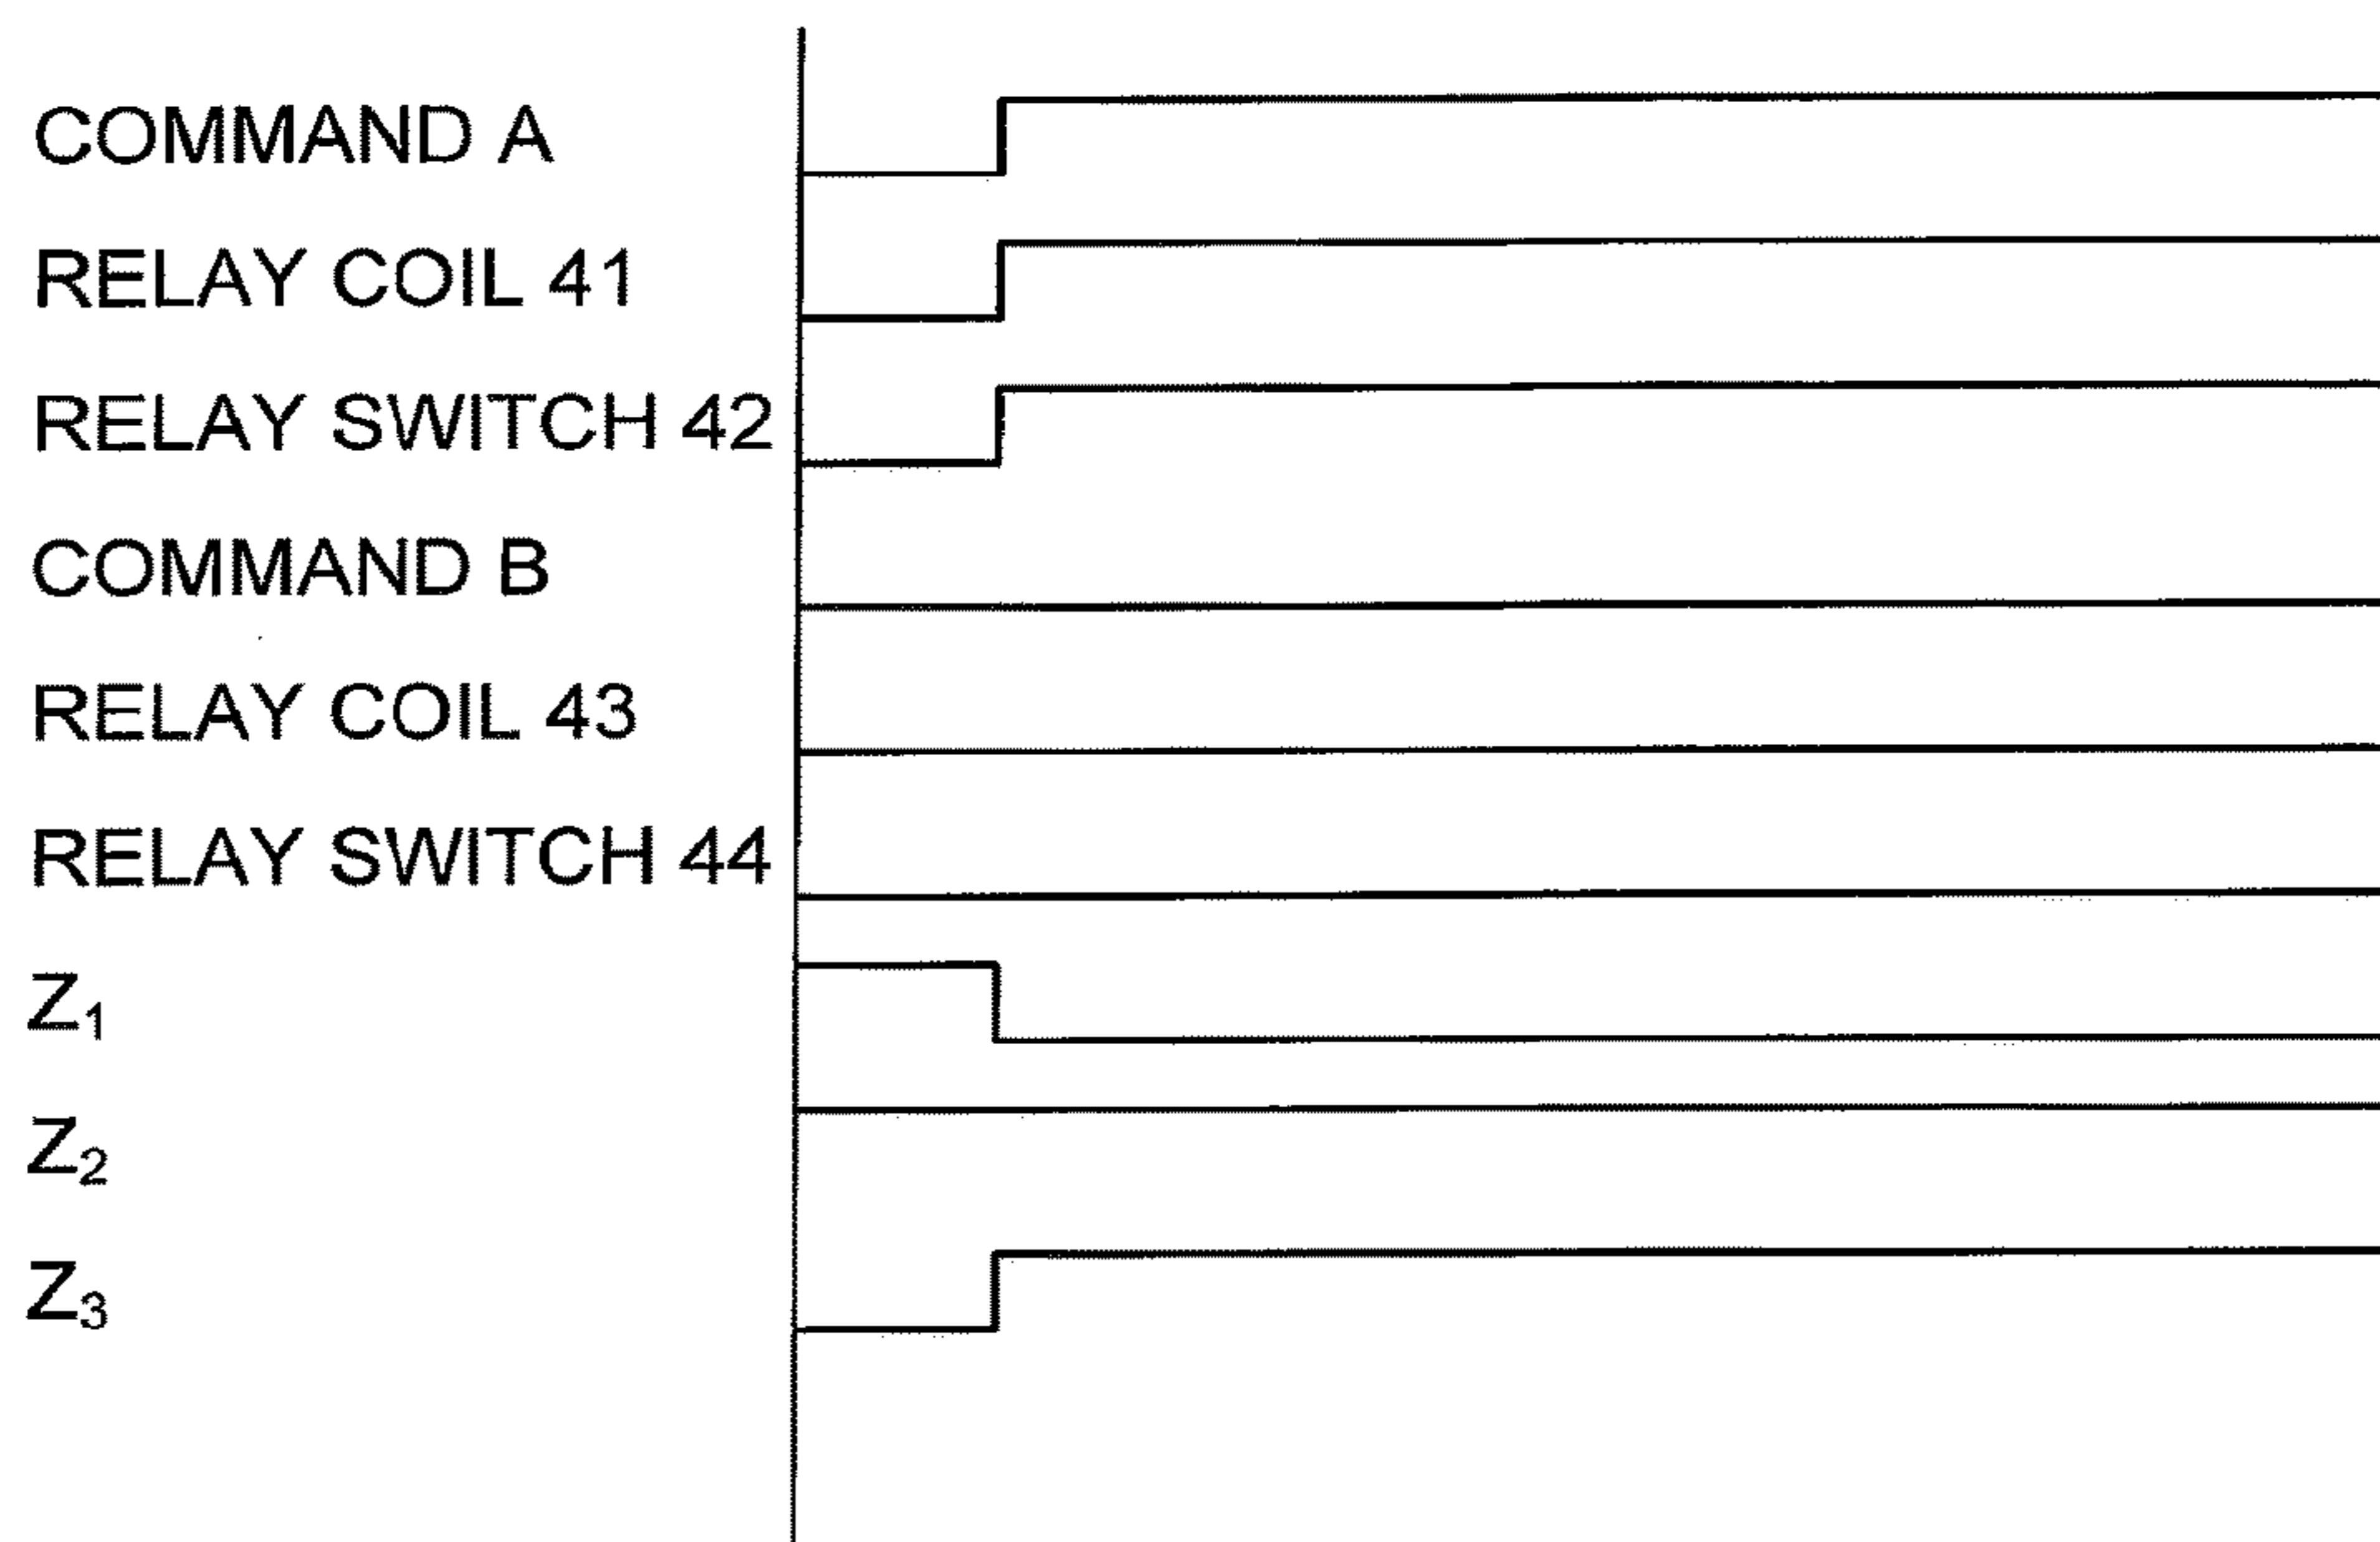 COMMAND A
RELAY COIL 41
RELAY SWITCH 42
COMMAND B
RELAY COIL 43
RELAY SWITCH 44
Z₁
Z₂
Z₃